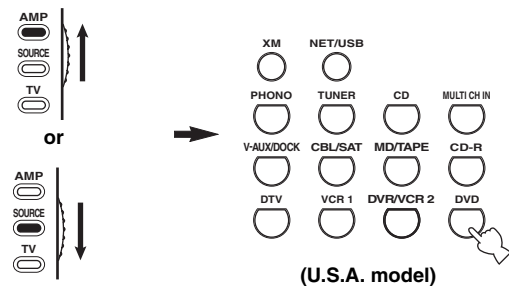 AMP
SOURCE
TV
or
AMP
SOURCE
TV
XM NET/USB
PHONO TUNER CD MULTI CH IN
V-AUX/DOCK CBL/SAT MD/TAPE CD-R
DTV VCR 1 DVR/VCR 2 DVD
(U.S.A. model)